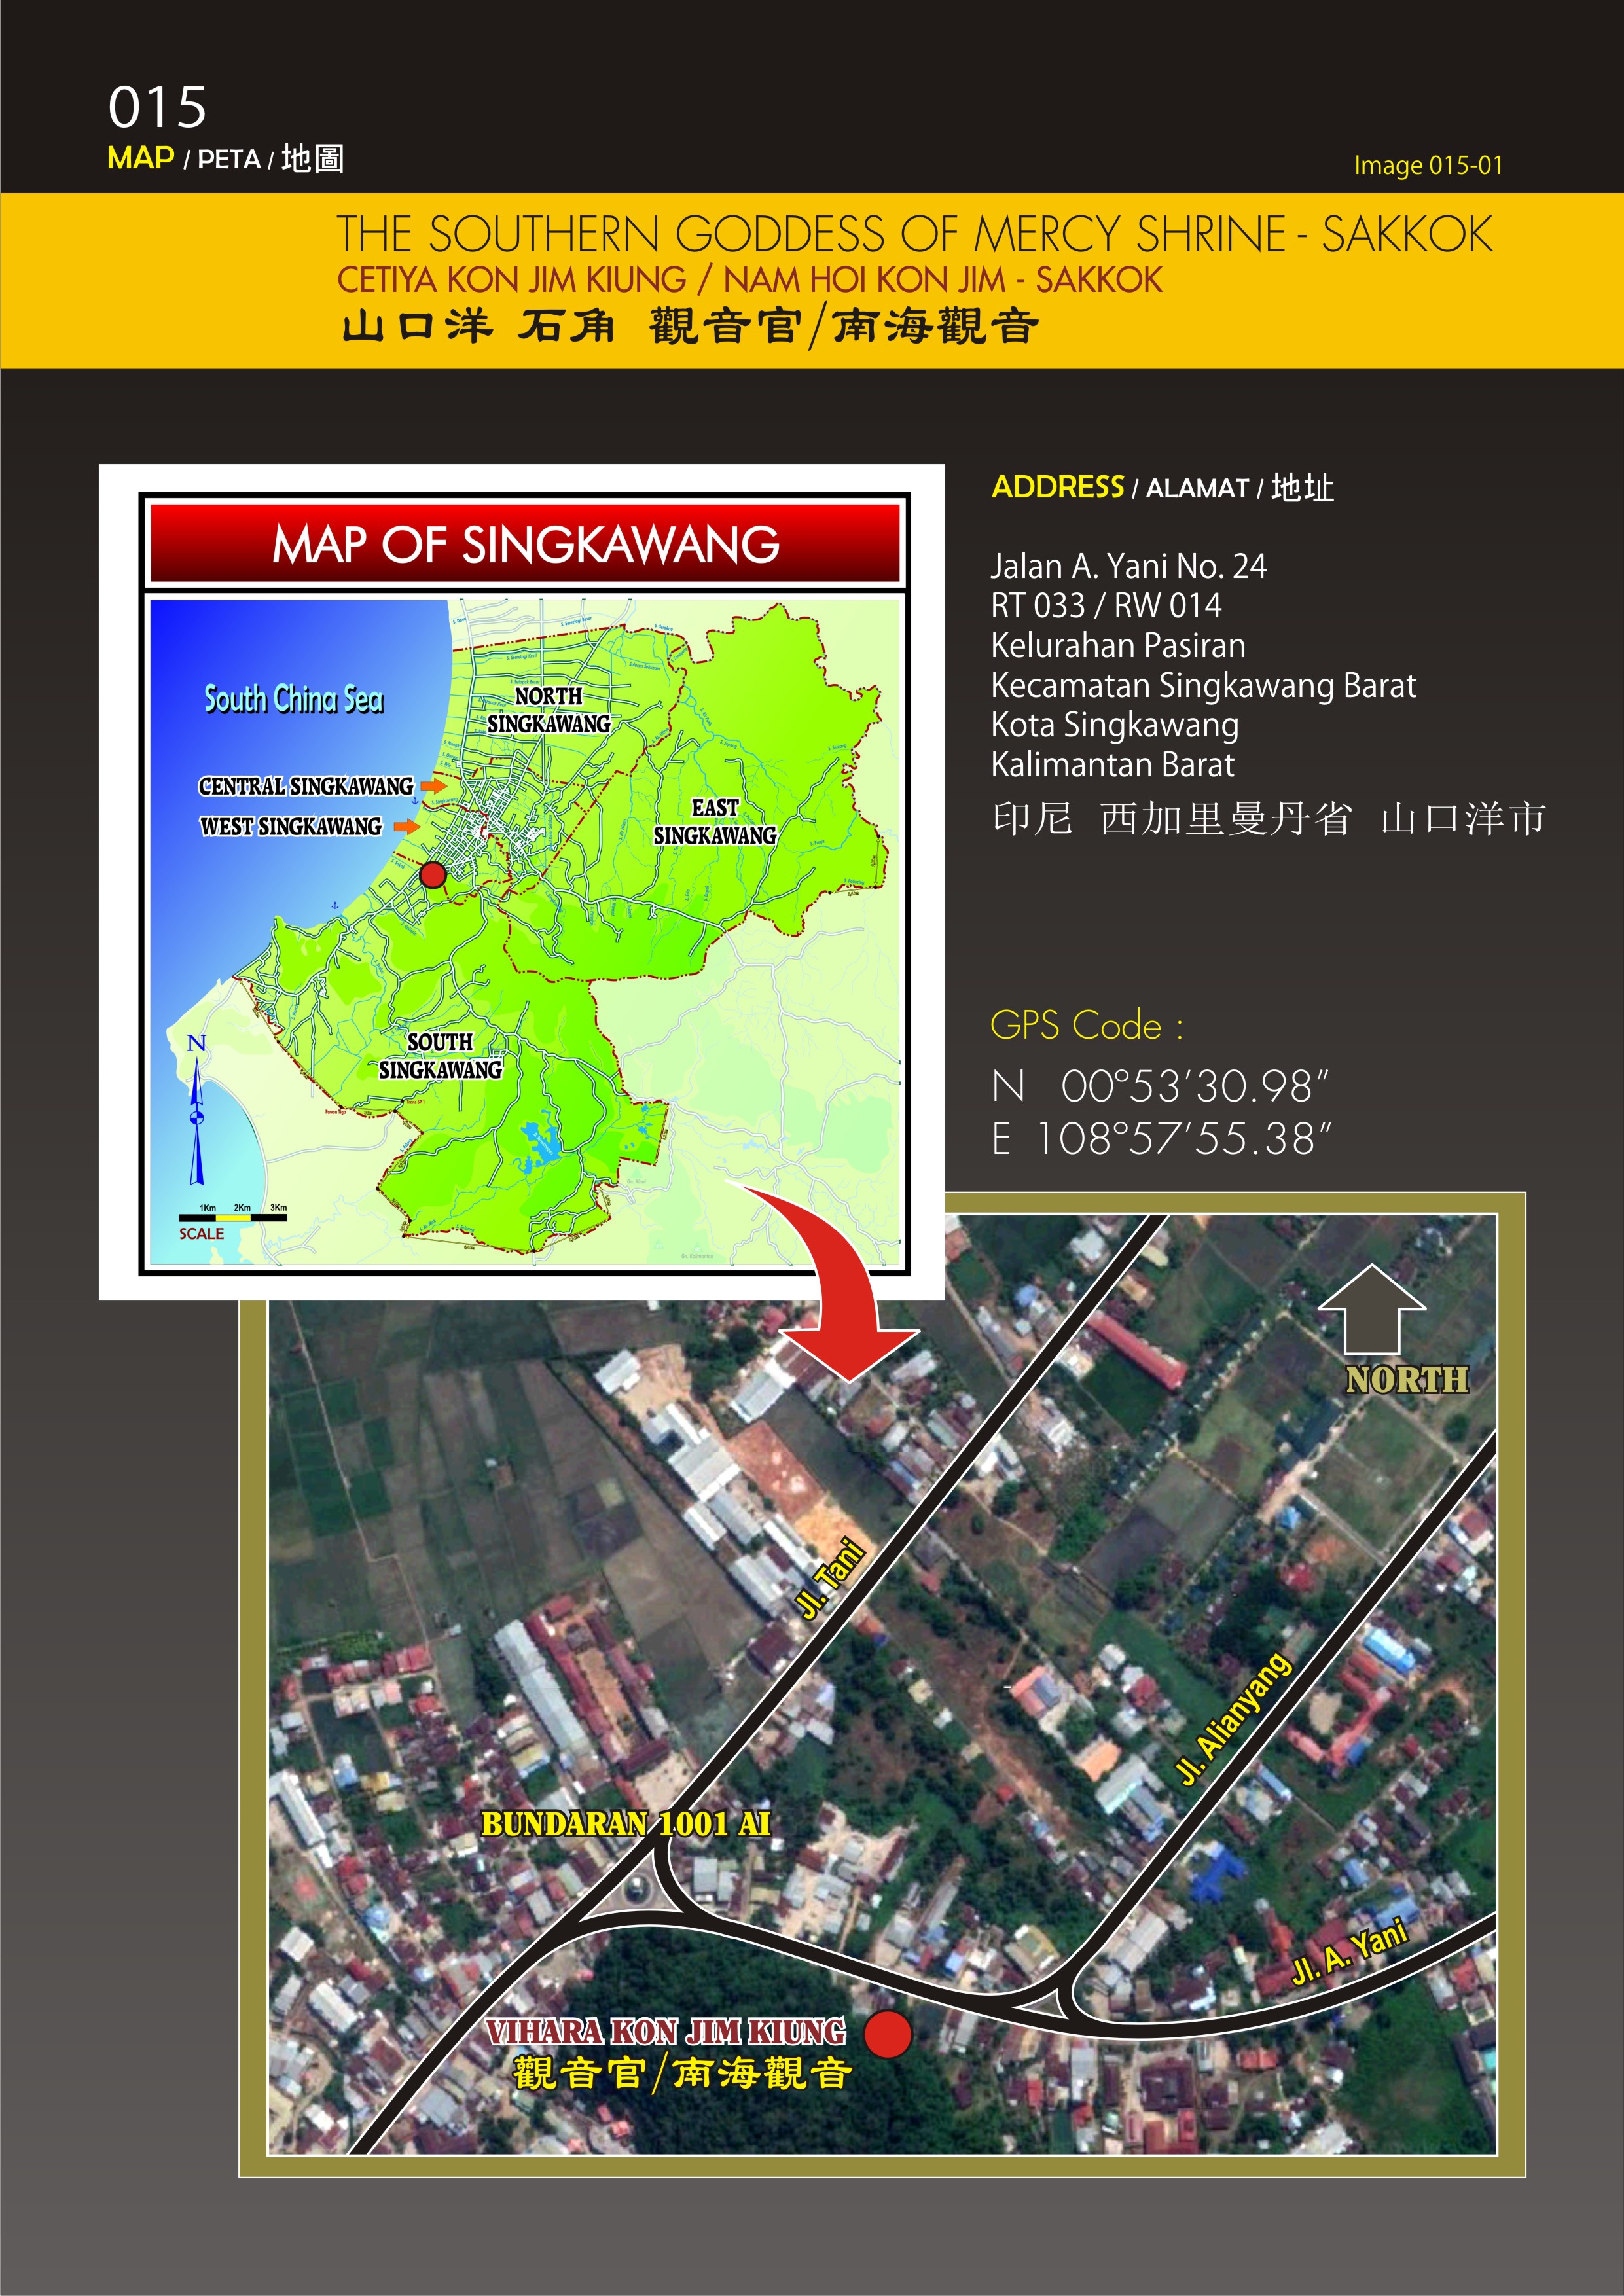 015
MAP / PETA / 地圖
Image 015-01
THE SOUTHERN GODDESS OF MERCY SHRINE - SAKKOK
CETIYA KON JIM KIUNG / NAM HOI KON JIM - SAKKOK
山口洋 石角 觀音官/南海觀音
MAP OF SINGKAWANG
South China Sea
NORTH
SINGKAWANG
CENTRAL SINGKAWANG
WEST SINGKAWANG
EAST
SINGKAWANG
SOUTH
SINGKAWANG
N
1Km 2Km 3Km
SCALE
ADDRESS / ALAMAT / 地址
Jalan A. Yani No. 24
RT 033 / RW 014
Kelurahan Pasiran
Kecamatan Singkawang Barat
Kota Singkawang
Kalimantan Barat
印尼 西加里曼丹省 山口洋市
GPS Code :
N 00°53'30.98"
E 108°57'55.38"
NORTH
Jl. Tani
Jl. Alianyang
BUNDARAN 1001 AI
Jl. A. Yani
VIHARA KON JIM KIUNG
觀音官/南海觀音